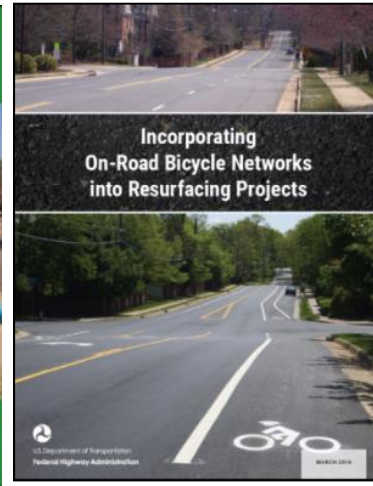 Incorporating
On-Road Bicycle Networks
into Resurfacing Projects
U.S. Department of Transportation
Federal Highway Administration
MARCH 2016